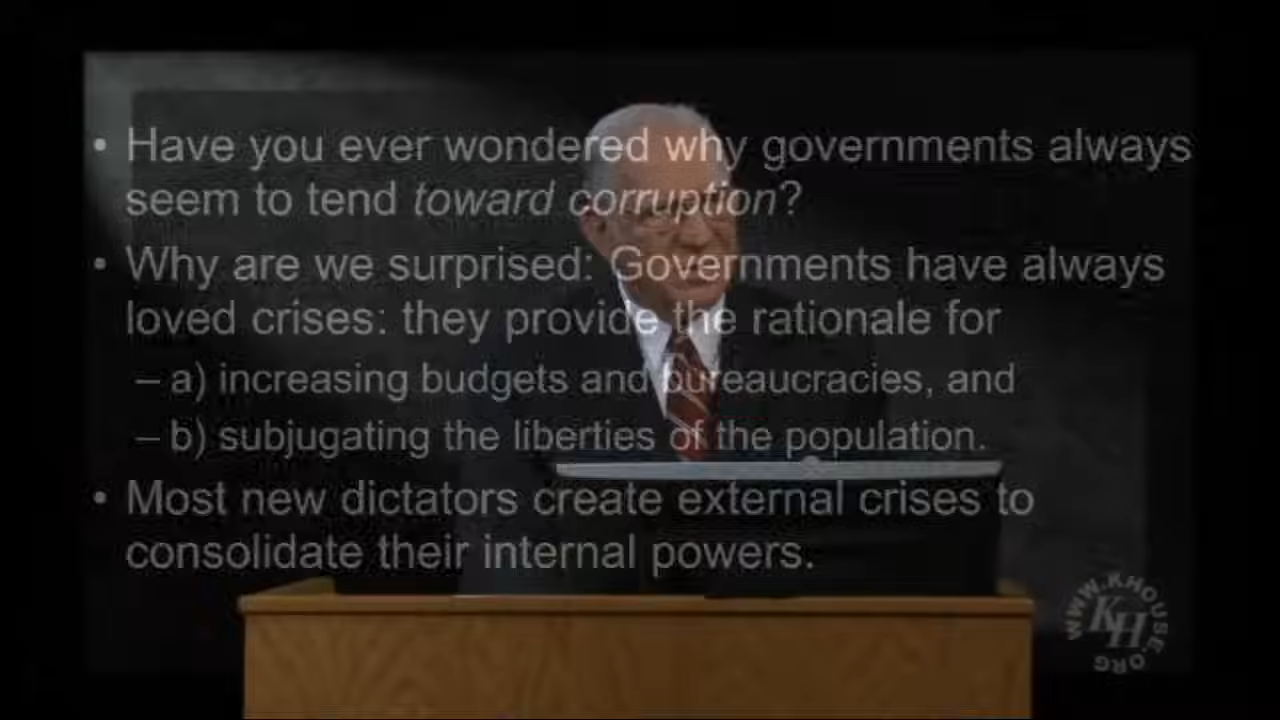 • Have you ever wondered why governments always
seem to tend toward corruption?
• Why are we surprised: Governments have always
loved crises: they provide the rationale for
– a) increasing budgets and bureaucracies, and
– b) subjugating the liberties of the population.
• Most new dictators create external crises to
consolidate their internal powers.
WWW.KHOUSE.ORG
KH